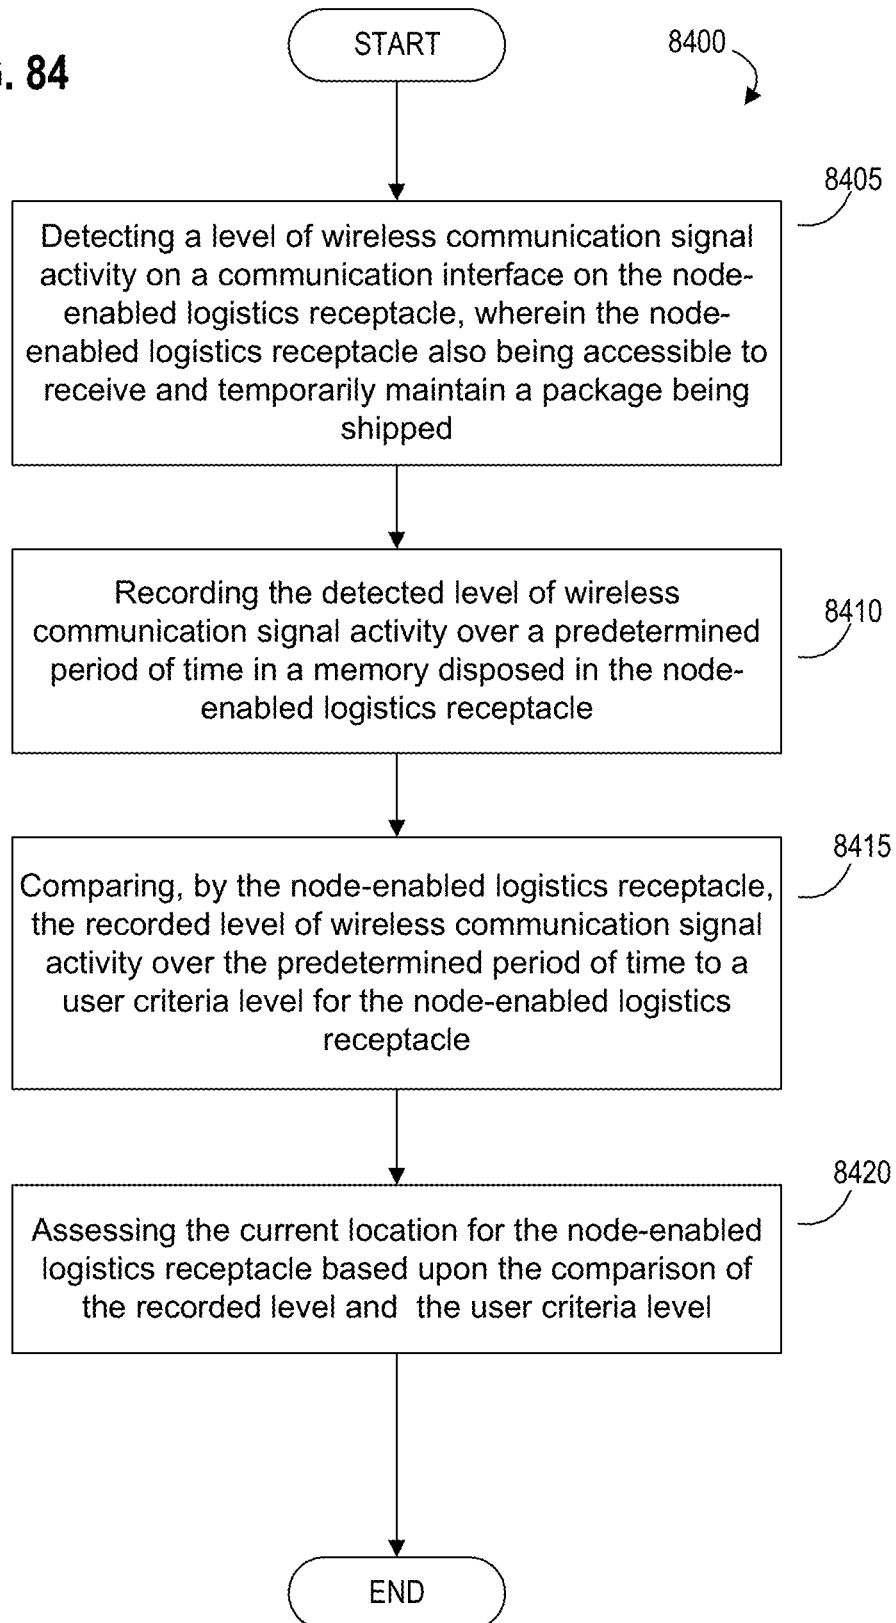 START
8400
. 84
8405
Detecting a level of wireless communication signal
activity on a communication interface on the node-
enabled logistics receptacle, wherein the node-
enabled logistics receptacle also being accessible to
receive and temporarily maintain a package being
shipped
Recording the detected level of wireless
communication signal activity over a predetermined
period of time in a memory disposed in the node-
enabled logistics receptacle
8410
8415
Comparing, by the node-enabled logistics receptacle,
the recorded level of wireless communication signal
activity over the predetermined period of time to a
user criteria level for the node-enabled logistics
receptacle
8420
Assessing the current location for the node-enabled
logistics receptacle based upon the comparison of
the recorded level and the user criteria level
END